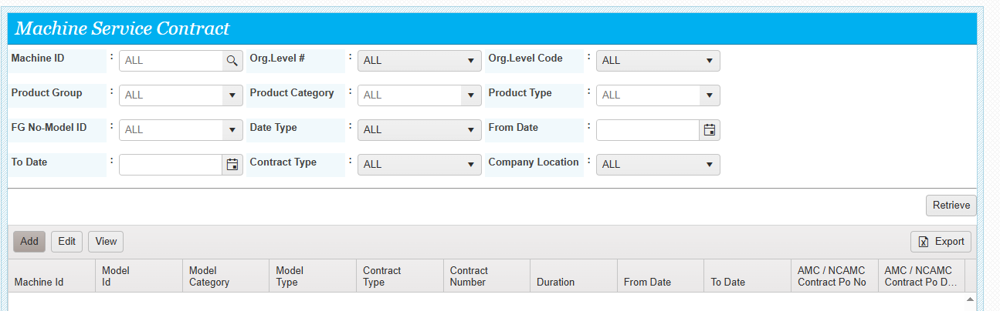 Machine Service Contract
Machine ID : ALL Org.Level # : ALL Org.Level Code : ALL
Product Group : ALL Product Category : ALL Product Type : ALL
FG No-Model ID : ALL Date Type : ALL From Date :
To Date : Contract Type : ALL Company Location : ALL
Retrieve
Add Edit View Export
Machine Id Model Id Model Category Model Type Contract Type Contract Number Duration From Date To Date AMC / NCAMC Contract Po No AMC / NCAMC Contract Po D...